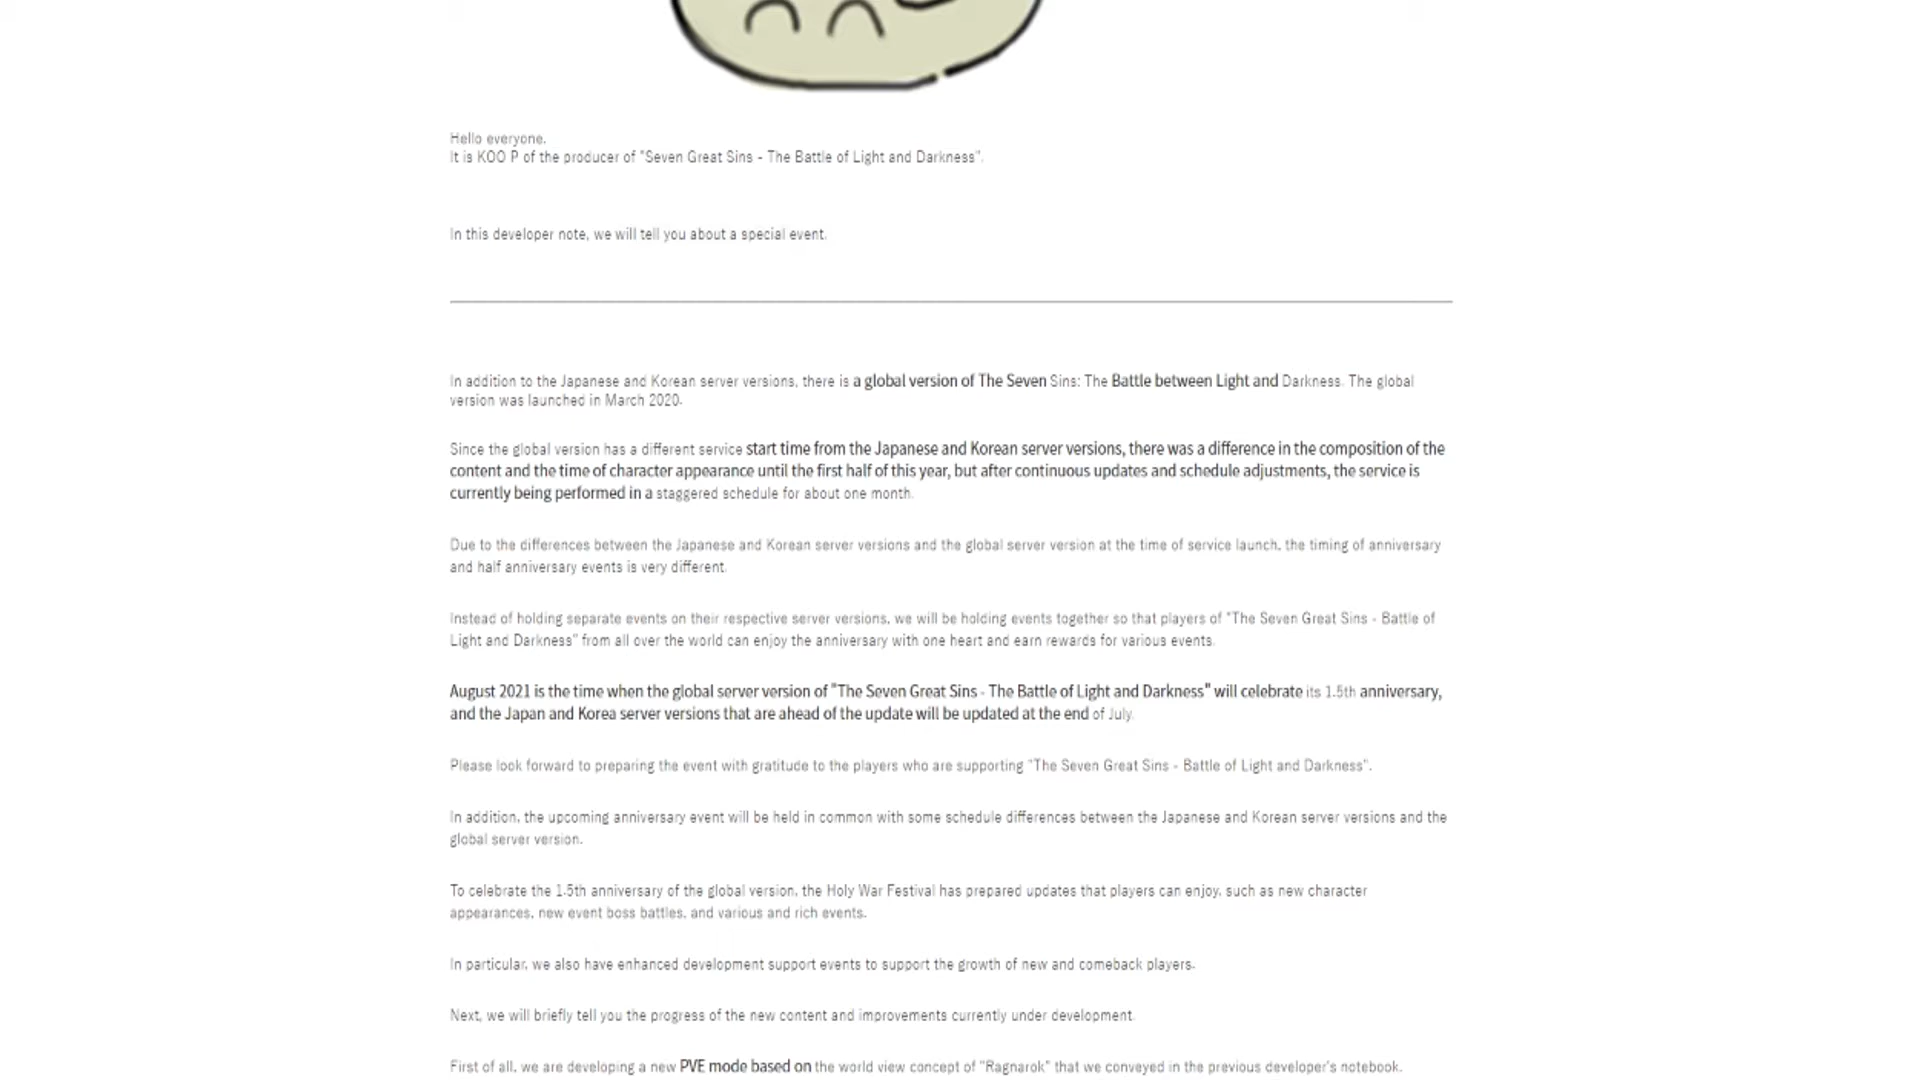 Hello everyone.
It is KOO P of the producer of "Seven Great Sins - The Battle of Light and Darkness".
In this developer note, we will tell you about a special event.
In addition to the Japanese and Korean server versions, there is a global version of The Seven Sins: The Battle between Light and Darkness. The global
version was launched in March 2020.
Since the global version has a different service start time from the Japanese and Korean server versions, there was a difference in the composition of the
content and the time of character appearance until the first half of this year, but after continuous updates and schedule adjustments, the service is
currently being performed in a staggered schedule for about one month.
Due to the differences between the Japanese and Korean server versions and the global server version at the time of service launch, the timing of anniversary
and half anniversary events is very different.
Instead of holding separate events on their respective server versions, we will be holding events together so that players of "The Seven Great Sins - Battle of
Light and Darkness" from all over the world can enjoy the anniversary with one heart and earn rewards for various events.
August 2021 is the time when the global server version of "The Seven Great Sins - The Battle of Light and Darkness" will celebrate its 1.5th anniversary,
and the Japan and Korea server versions that are ahead of the update will be updated at the end of July.
Please look forward to preparing the event with gratitude to the players who are supporting "The Seven Great Sins - Battle of Light and Darkness".
In addition, the upcoming anniversary event will be held in common with some schedule differences between the Japanese and Korean server versions and the
global server version.
To celebrate the 1.5th anniversary of the global version, the Holy War Festival has prepared updates that players can enjoy, such as new character
appearances, new event boss battles, and various and rich events.
In particular, we also have enhanced development support events to support the growth of new and comeback players.
Next, we will briefly tell you the progress of the new content and improvements currently under development.
First of all, we are developing a new PVE mode based on the world view concept of "Ragnarok" that we conveyed in the previous developer's notebook.